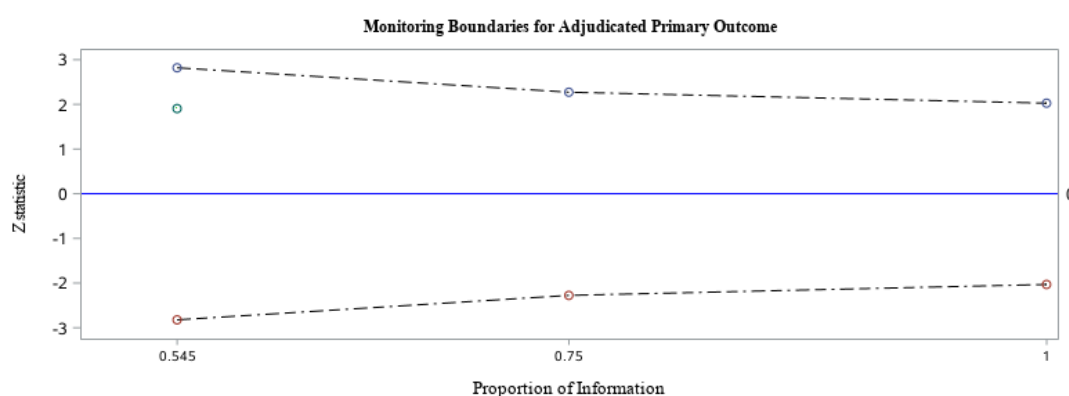 Monitoring Boundaries for Adjudicated Primary Outcome
3
2
1
0
-1
-2
-3
Z statistic
0.545 0.75 1
Proportion of Information